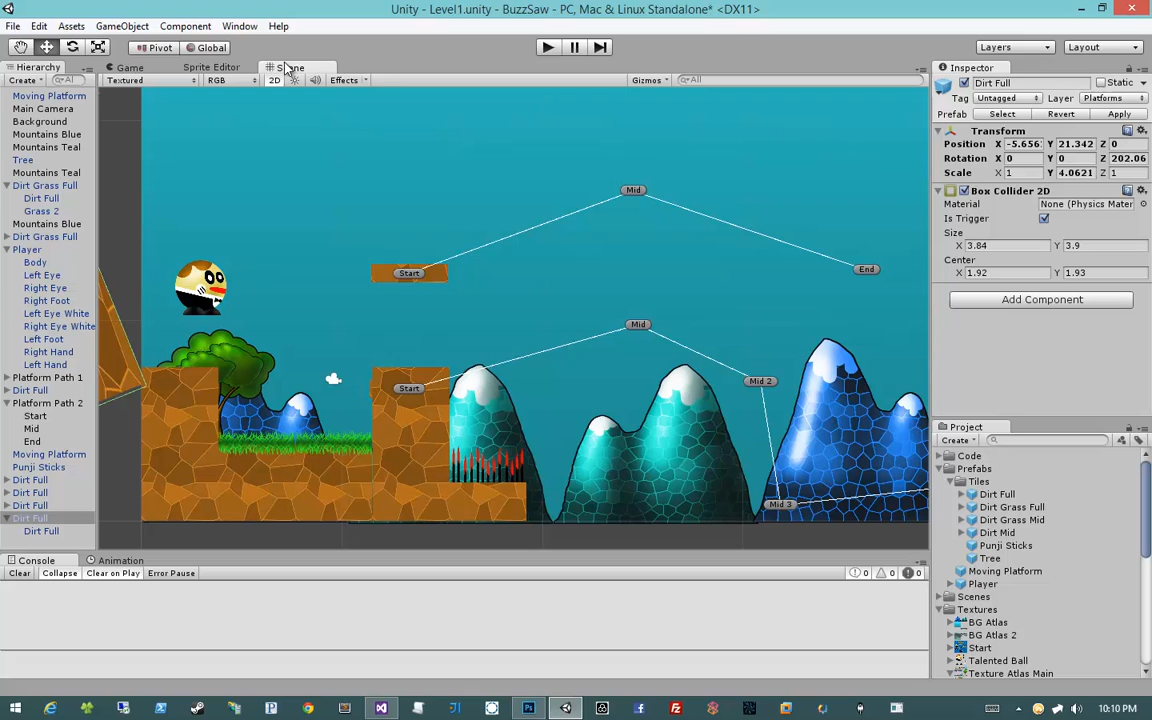 Unity - Level1.unity - BuzzSaw - PC, Mac & Linux Standalone* <DX11>
File Edit Assets GameObject Component Window Help
Pivot Global Layers Layout
Hierarchy Game Sprite Editor Inspector
Create All Textured RGB 2D Effects Gizmos All
Dirt Full Static
Tag Untagged Layer Platforms
Prefab Select Revert Apply
Transform
Position X -5.656 Y 21.342 Z 0
Rotation X 0 Y 0 Z 202.06
Scale X 1 Y 4.0621 Z 1
Box Collider 2D
Material None (Physics Mater
Is Trigger
Size
X 3.84 Y 3.9
Center
X 1.92 Y 1.93
Add Component
Moving Platform
Main Camera
Background
Mountains Blue
Mountains Teal
Tree
Mountains Teal
Dirt Grass Full
Dirt Full
Grass 2
Mountains Blue
Dirt Grass Full
Player
Body
Left Eye
Right Eye
Right Foot
Left Eye White
Right Eye White
Left Foot
Right Hand
Left Hand
Platform Path 1
Dirt Full
Platform Path 2
Start
Mid
End
Moving Platform
Punji Sticks
Dirt Full
Dirt Full
Dirt Full
Dirt Full
Dirt Full
Mid
Start
End
Mid
Start
Mid 2
Mid 3
Project
Create
Code
Prefabs
Tiles
Dirt Full
Dirt Grass Full
Dirt Grass Mid
Dirt Mid
Punji Sticks
Tree
Moving Platform
Player
Scenes
Textures
BG Atlas
BG Atlas 2
Start
Talented Ball
Texture Atlas Main
Console Animation
Clear Collapse Clear on Play Error Pause 0 0 0
10:10 PM